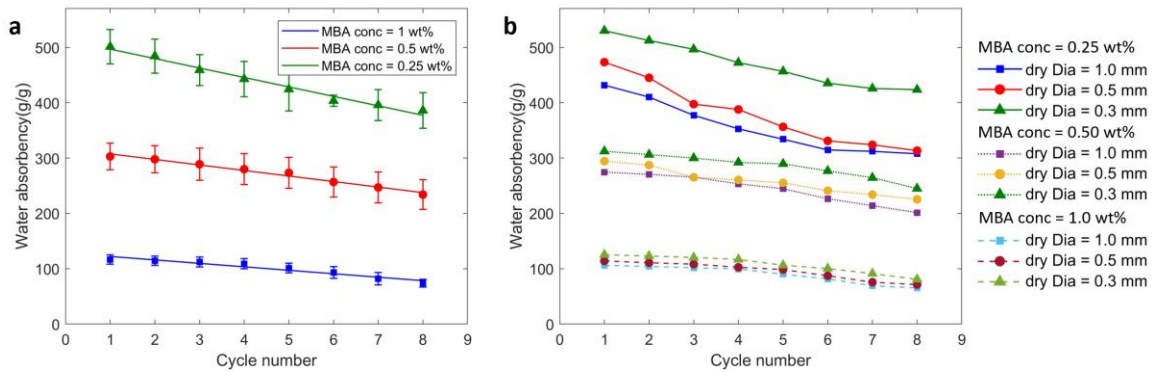 a
MBA conc = 1 wt%
MBA conc = 0.5 wt%
MBA conc = 0.25 wt%
Water absorbency(g/g)
500
400
300
200
100
0
0 1 2 3 4 5 6 7 8 9
Cycle number
b
Water absorbency(g/g)
500
400
300
200
100
0
0 1 2 3 4 5 6 7 8 9
Cycle number
MBA conc = 0.25 wt%
dry Dia = 1.0 mm
dry Dia = 0.5 mm
dry Dia = 0.3 mm
MBA conc = 0.50 wt%
dry Dia = 1.0 mm
dry Dia = 0.5 mm
dry Dia = 0.3 mm
MBA conc = 1.0 wt%
dry Dia = 1.0 mm
dry Dia = 0.5 mm
dry Dia = 0.3 mm